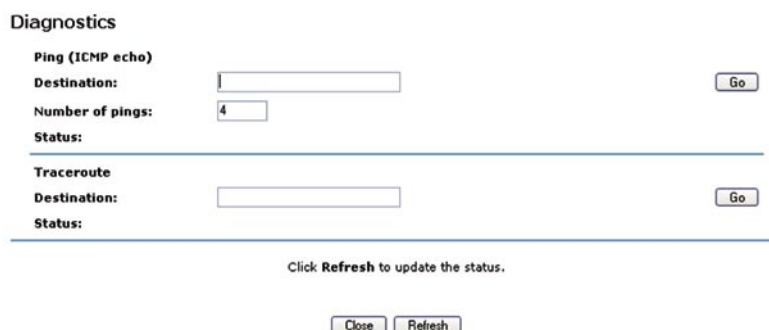 Diagnostics
Ping (ICMP echo)
Destination:
Go
Number of pings:
4
Status:
Traceroute
Destination:
Go
Status:
Click Refresh to update the status.
Close Refresh